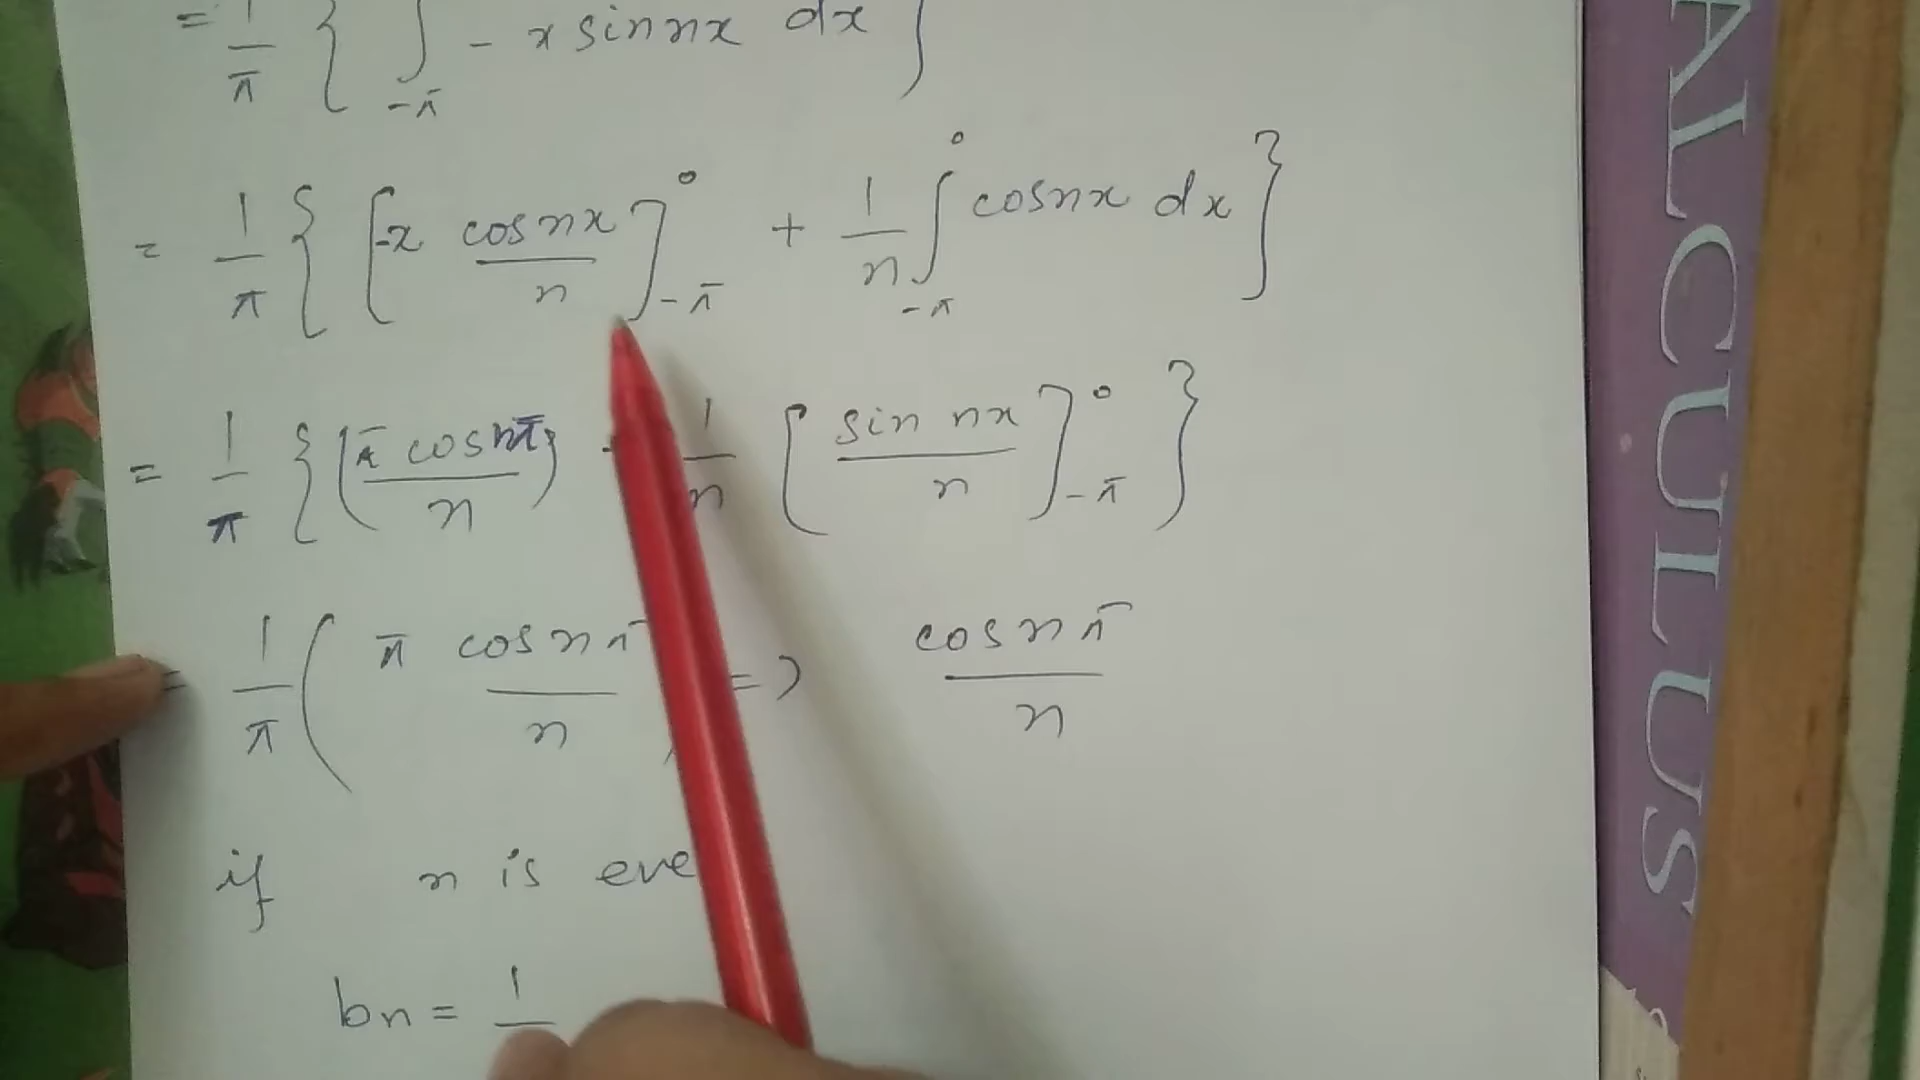 = 1/π { ∫_{-π} - x sin nx dx }
= 1/π { [-x cos nx / n]_{-π}^{0} + 1/n ∫_{-π}^{0} cos nx dx }
= 1/π { (π cos nπ / n) 1/n [sin nx / n]_{-π}^{0} }
= 1/π ( π cos nπ / n => cos nπ / n
if n is eve
bn = 1
CALCULUS